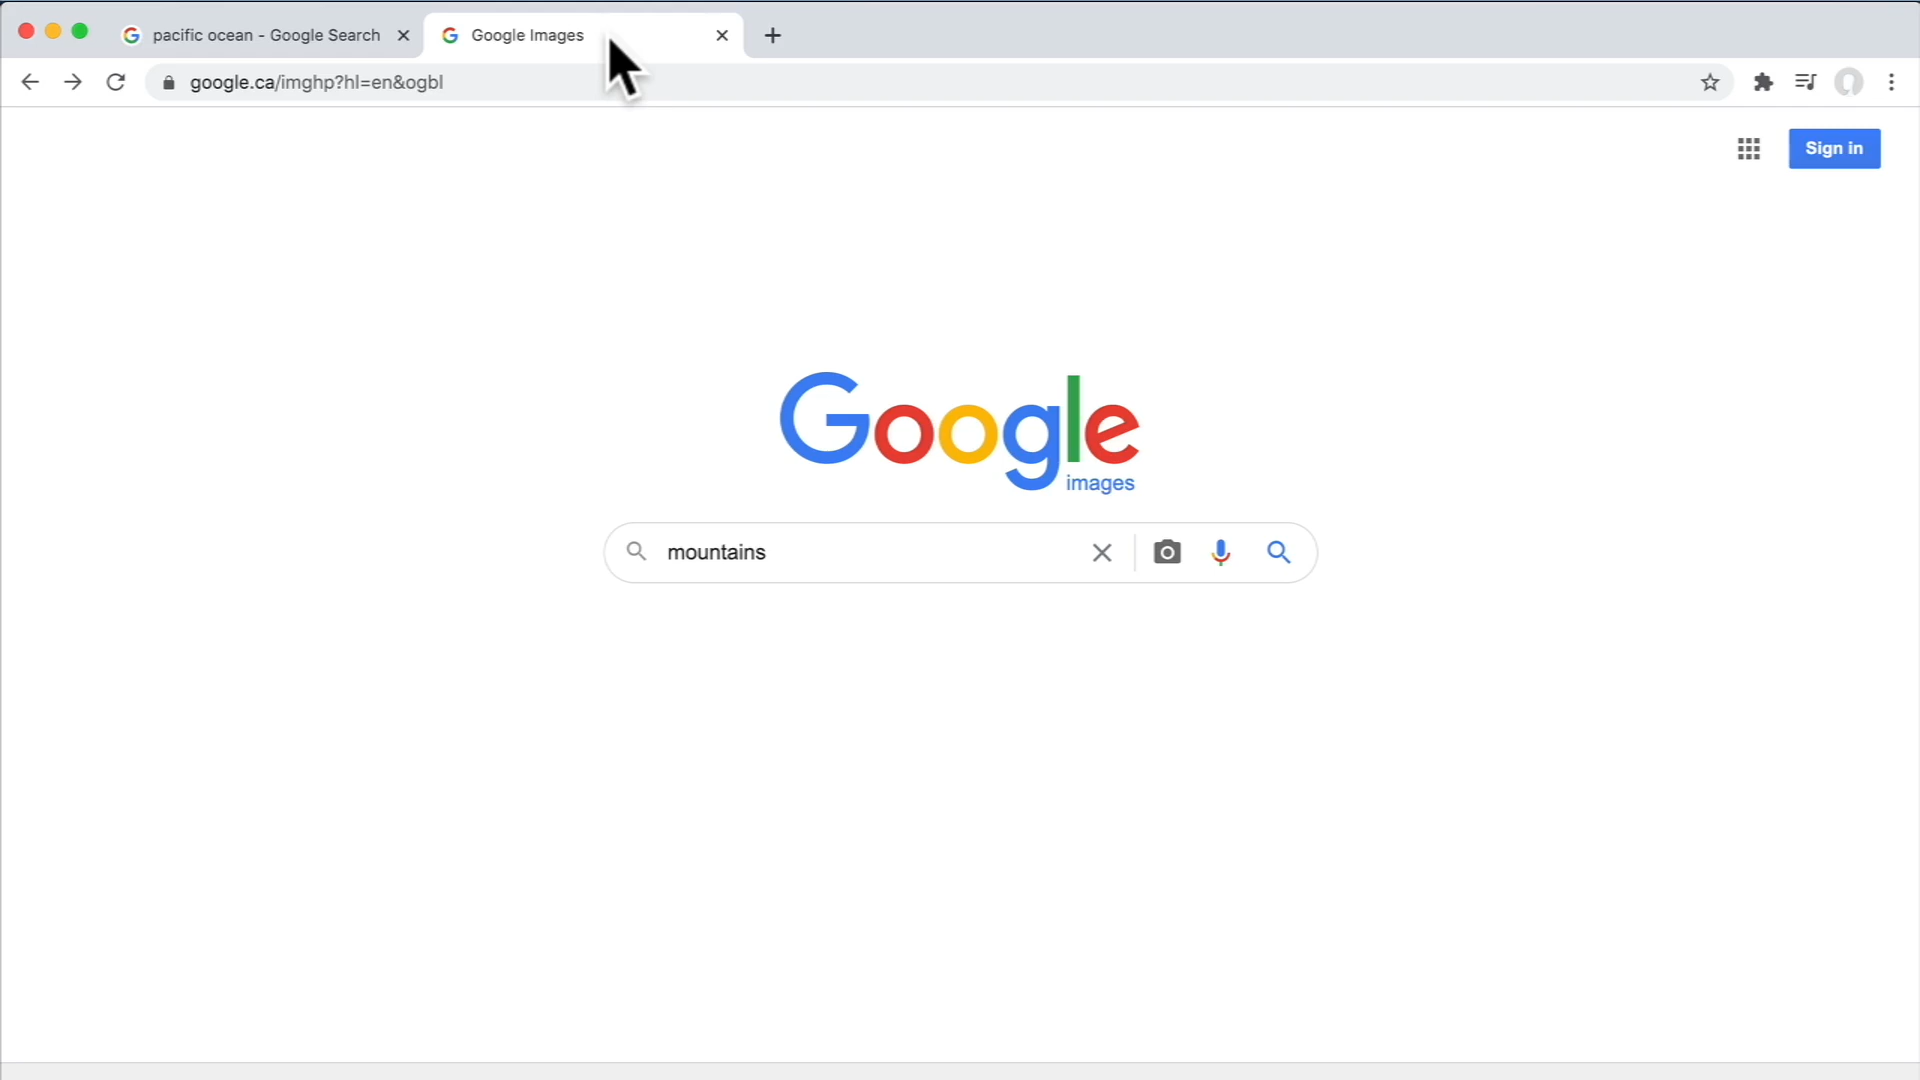 pacific ocean - Google Search
Google Images
google.ca/imghp?hl=en&ogbl
Sign in
Google
images
mountains